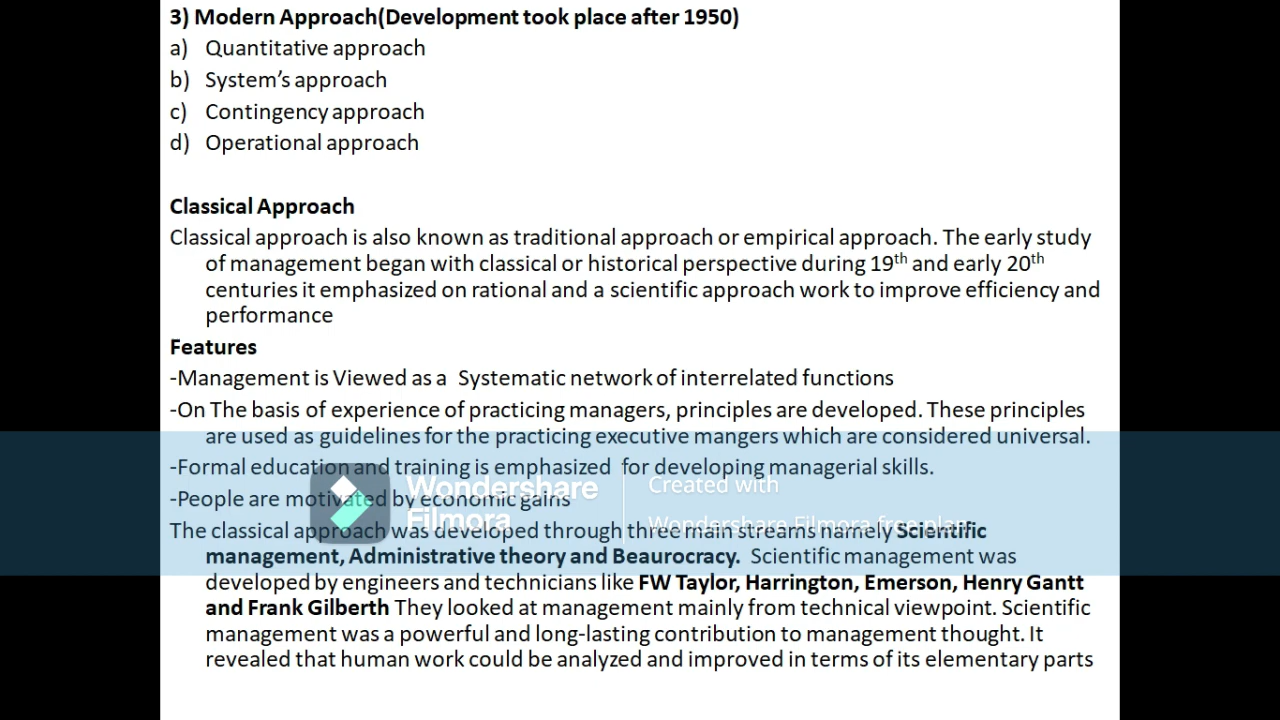 3) Modern Approach(Development took place after 1950)
a) Quantitative approach
b) System's approach
c) Contingency approach
d) Operational approach
Classical Approach
Classical approach is also known as traditional approach or empirical approach. The early study
of management began with classical or historical perspective during 19th and early 20th
centuries it emphasized on rational and a scientific approach work to improve efficiency and
performance
Features
-Management is Viewed as a Systematic network of interrelated functions
-On The basis of experience of practicing managers, principles are developed. These principles
are used as guidelines for the practicing executive mangers which are considered universal.
-Formal education and training is emphasized for developing managerial skills.
-People are motivated by economic gains
The classical approach was developed through three main streams namely Scientific
management, Administrative theory and Beaurocracy. Scientific management was
developed by engineers and technicians like FW Taylor, Harrington, Emerson, Henry Gantt
and Frank Gilberth They looked at management mainly from technical viewpoint. Scientific
management was a powerful and long-lasting contribution to management thought. It
revealed that human work could be analyzed and improved in terms of its elementary parts
Wondershare
Filmora
Created with
Wondershare Filmora free plan